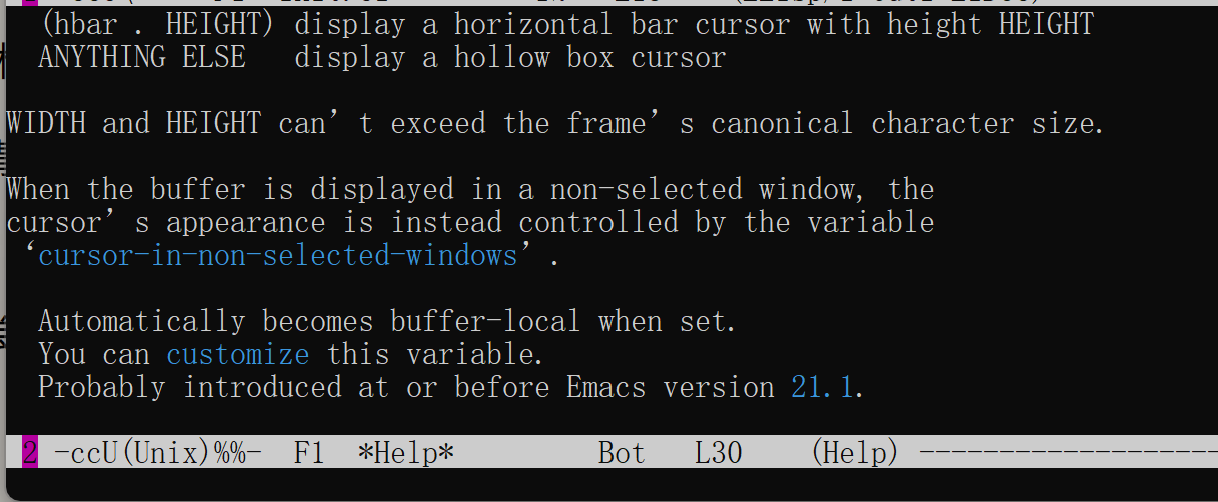 (hbar . HEIGHT) display a horizontal bar cursor with height HEIGHT
ANYTHING ELSE   display a hollow box cursor
WIDTH and HEIGHT can’t exceed the frame’s canonical character size.
When the buffer is displayed in a non-selected window, the
cursor’s appearance is instead controlled by the variable
‘cursor-in-non-selected-windows’.
Automatically becomes buffer-local when set.
You can customize this variable.
Probably introduced at or before Emacs version 21.1.
2 -ccU(Unix)%%-  F1  *Help*         Bot   L30    (Help) -------------------